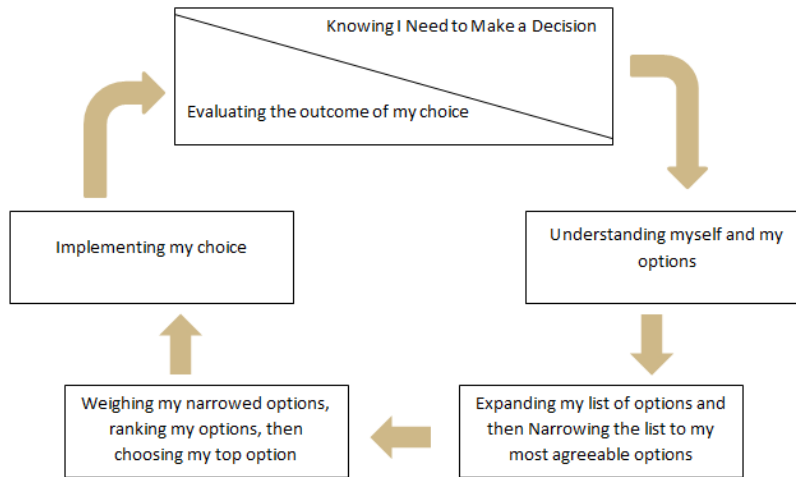 Knowing I Need to Make a Decision
Evaluating the outcome of my choice
Understanding myself and my
options
Expanding my list of options and
then Narrowing the list to my
most agreeable options
Weighing my narrowed options,
ranking my options, then
choosing my top option
Implementing my choice